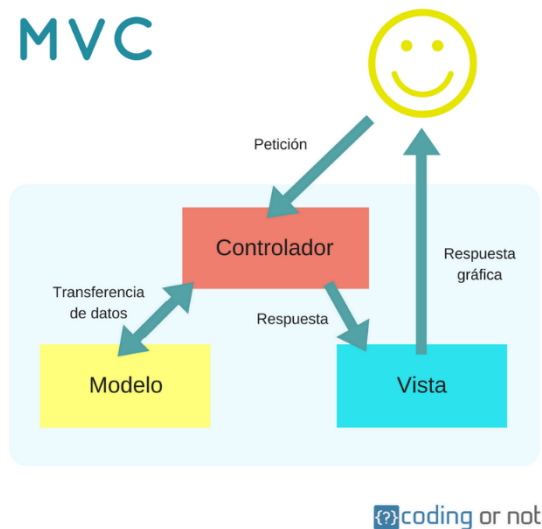 MVC
Petición
Controlador
Transferencia
de datos
Respuesta
Respuesta
gráfica
Modelo
Vista
{?} coding or not